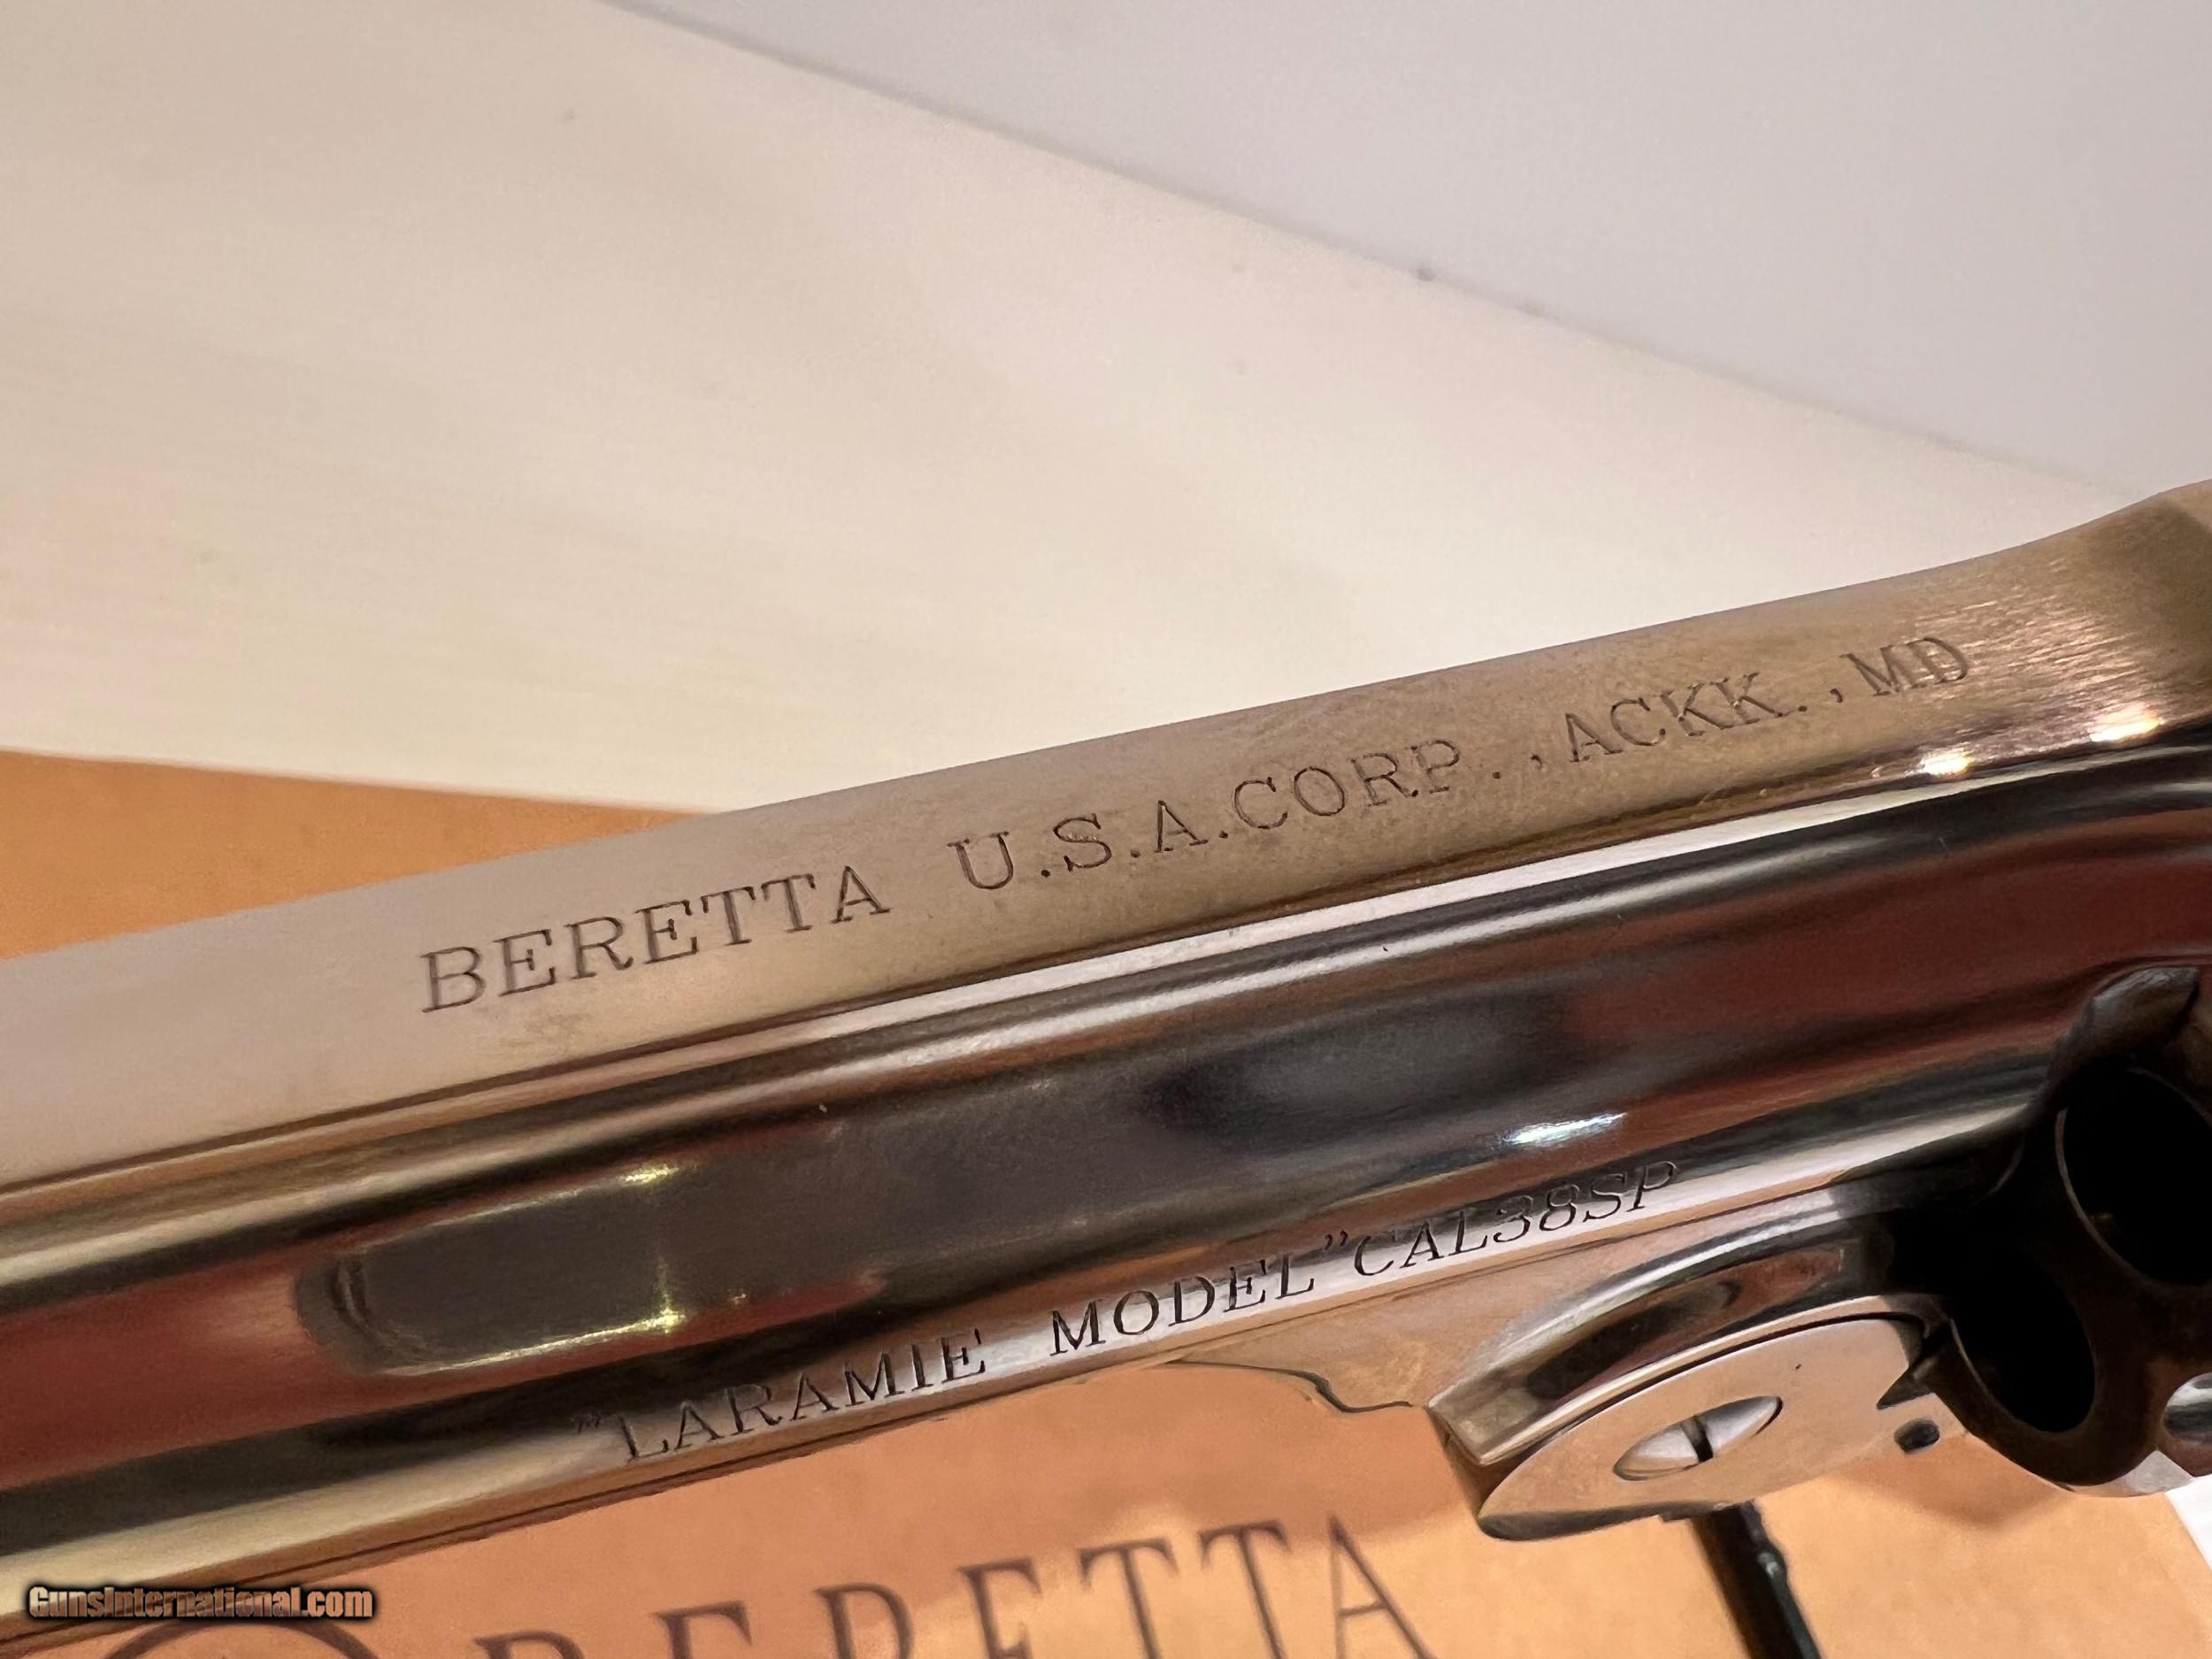 BERETTA U.S.A.CORP.,ACKK.,MD
"LARAMIE MODEL"CAL38SP
BERETTA
GunsInternational.com